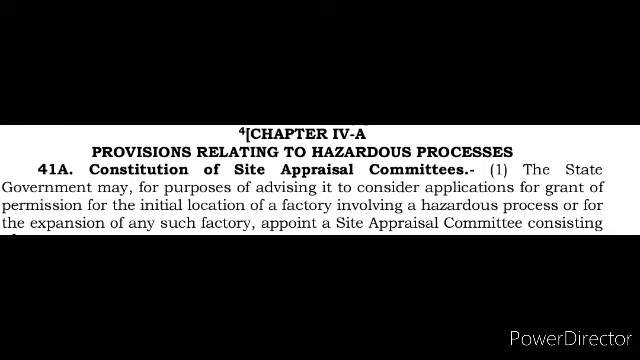 ⁴[CHAPTER IV-A
PROVISIONS RELATING TO HAZARDOUS PROCESSES
41A. Constitution of Site Appraisal Committees.- (1) The State
Government may, for purposes of advising it to consider applications for grant of
permission for the initial location of a factory involving a hazardous process or for
the expansion of any such factory, appoint a Site Appraisal Committee consisting
PowerDirector